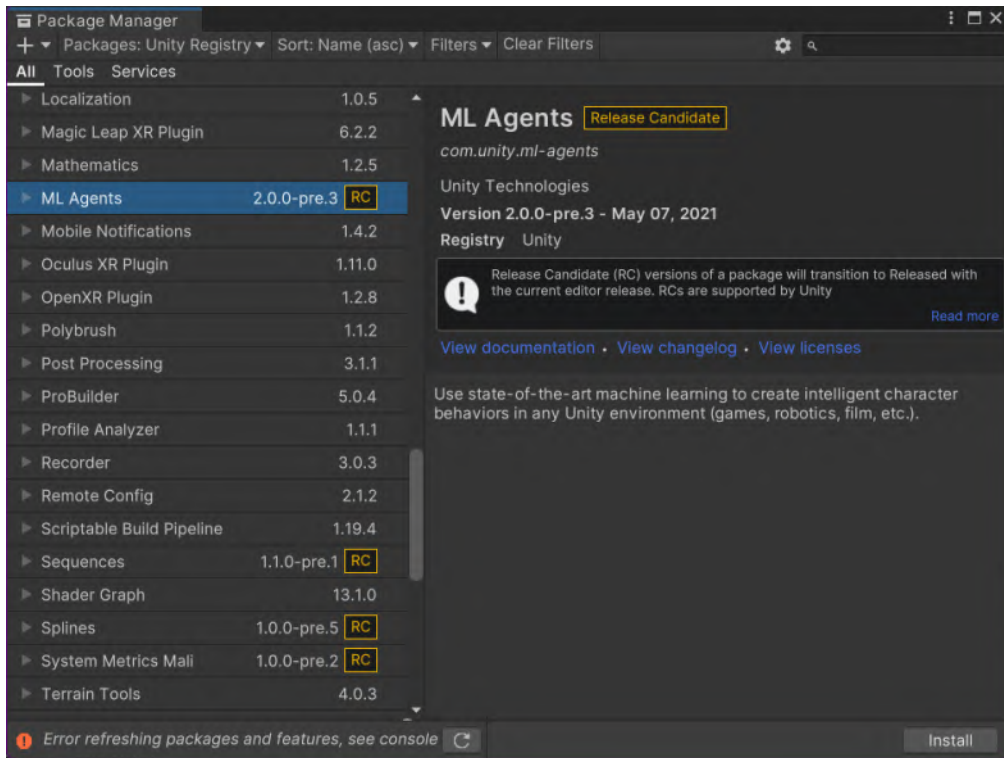 Package Manager
+ Packages: Unity Registry Sort: Name (asc) Filters Clear Filters
All Tools Services
Localization 1.0.5
Magic Leap XR Plugin 6.2.2
Mathematics 1.2.5
ML Agents 2.0.0-pre.3 RC
Mobile Notifications 1.4.2
Oculus XR Plugin 1.11.0
OpenXR Plugin 1.2.8
Polybrush 1.1.2
Post Processing 3.1.1
ProBuilder 5.0.4
Profile Analyzer 1.1.1
Recorder 3.0.3
Remote Config 2.1.2
Scriptable Build Pipeline 1.19.4
Sequences 1.1.0-pre.1 RC
Shader Graph 13.1.0
Splines 1.0.0-pre.5 RC
System Metrics Mali 1.0.0-pre.2 RC
Terrain Tools 4.0.3
ML Agents Release Candidate
com.unity.ml-agents
Unity Technologies
Version 2.0.0-pre.3 - May 07, 2021
Registry Unity
Release Candidate (RC) versions of a package will transition to Released with
the current editor release. RCs are supported by Unity
Read more
View documentation • View changelog • View licenses
Use state-of-the-art machine learning to create intelligent character
behaviors in any Unity environment (games, robotics, film, etc.).
Error refreshing packages and features, see console
Install